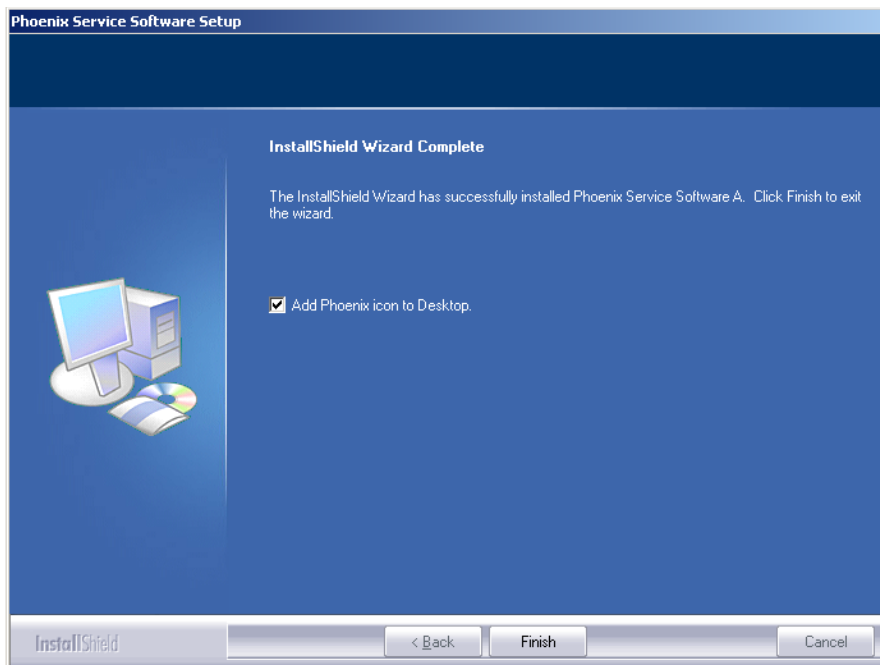 Phoenix Service Software Setup
InstallShield Wizard Complete
The InstallShield Wizard has successfully installed Phoenix Service Software A. Click Finish to exit
the wizard.
Add Phoenix icon to Desktop.
InstallShield
< Back
Finish
Cancel